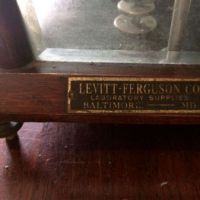 LEVITT-FERGUSON CO
LABORATORY SUPPLIES
BALTIMORE MD